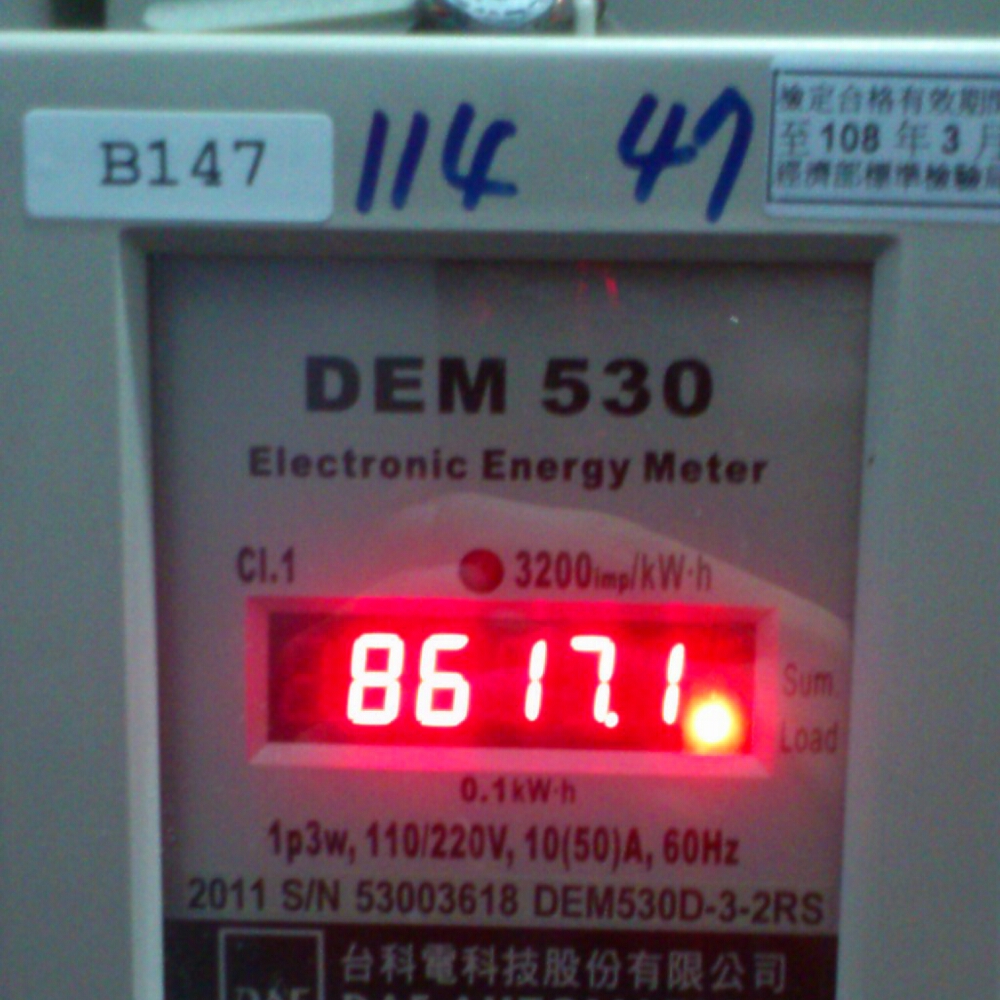 B147
114 47
檢定合格有效期間
至 108 年 3 月
經濟部標準檢驗局
DEM 530
Electronic Energy Meter
Cl.1
3200imp/kW·h
8617.1
Sum.
Load
0.1kW·h
1p3w, 110/220V, 10(50)A, 60Hz
2011 S/N 53003618 DEM530D-3-2RS
台科電科技股份有限公司